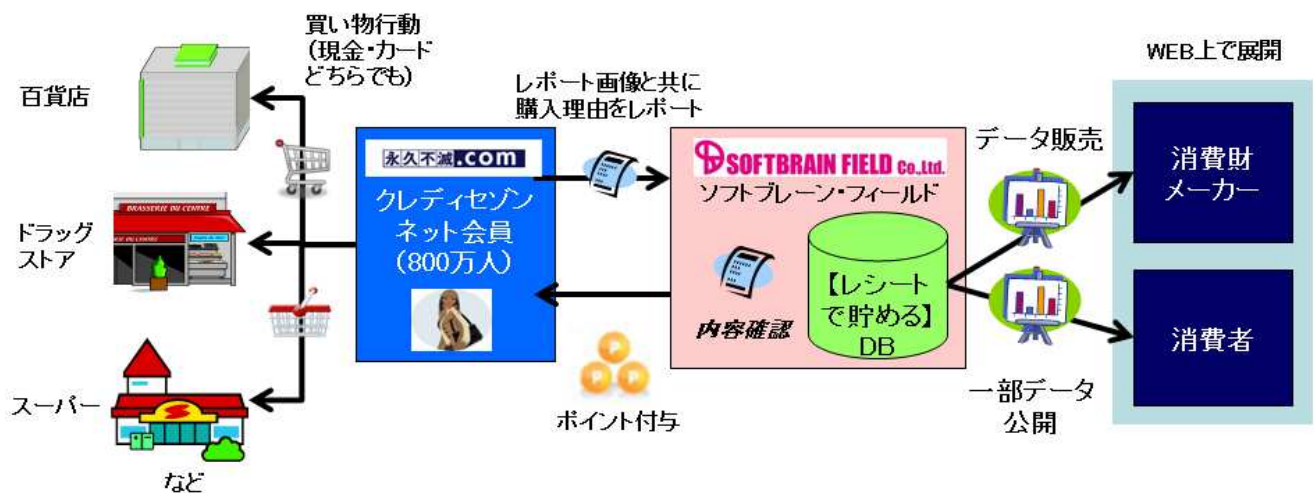 買い物行動
(現金・カード
どちらでも)
百貨店
ドラッグ
ストア
BRASSERIE DU CENTRE
スーパー
など
永久不滅.com
クレディセゾン
ネット会員
(800万人)
レポート画像と共に
購入理由をレポート
ポイント付与
P
P
P
SOFTBRAIN FIELD Co.,Ltd.
ソフトブレーン・フィールド
内容確認
【レシート
で貯める】
DB
データ販売
一部データ
公開
WEB上で展開
消費財
メーカー
消費者